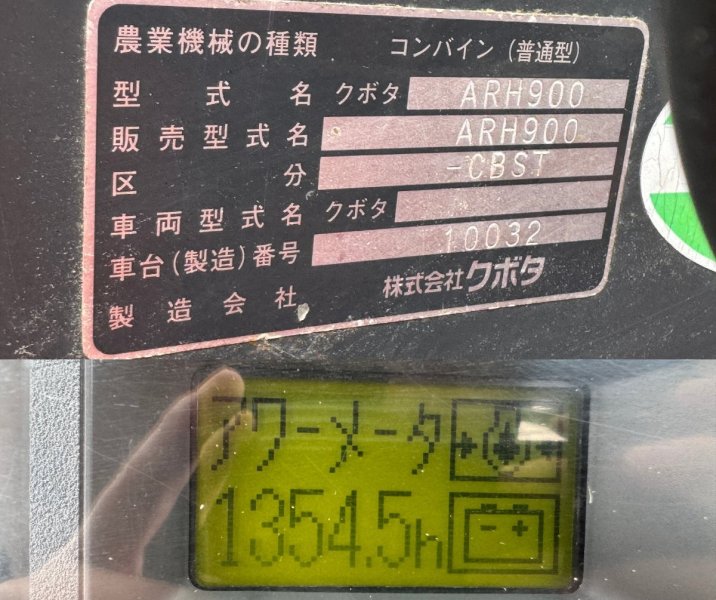 農業機械の種類 コンバイン(普通型)
型式名 クボタ ARH900
販売型式名 ARH900
区分 -CBST
車両型式名 クボタ
車台(製造)番号 10032
製造会社 株式会社クボタ
アワーメータ
1354.5h